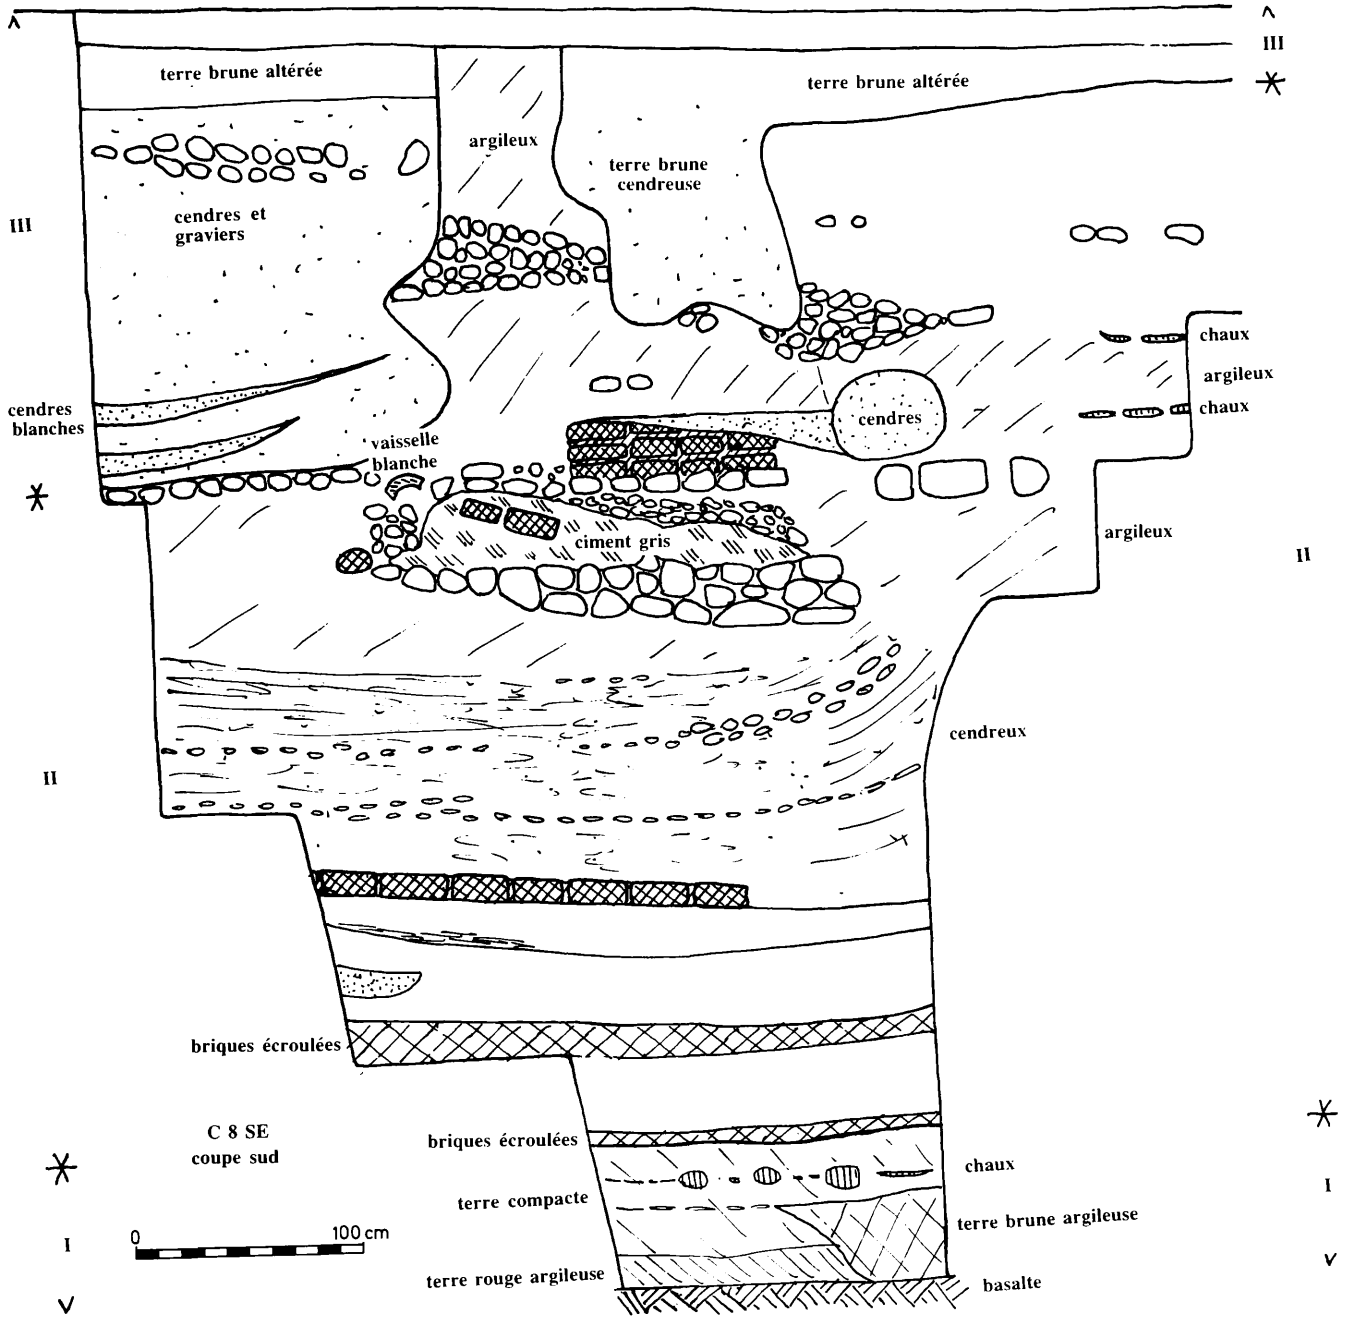 III
terre brune altérée
terre brune altérée
argileux
terre brune
cendreuse
III
cendres et
graviers
chaux
argileux
chaux
cendres
blanches
vaisselle
blanche
cendres
ciment gris
argileux
II
cendreux
II
briques écroulées
C 8 SE
coupe sud
briques écroulées
chaux
terre compacte
I
terre brune argileuse
0 100 cm
I
terre rouge argileuse
basalte